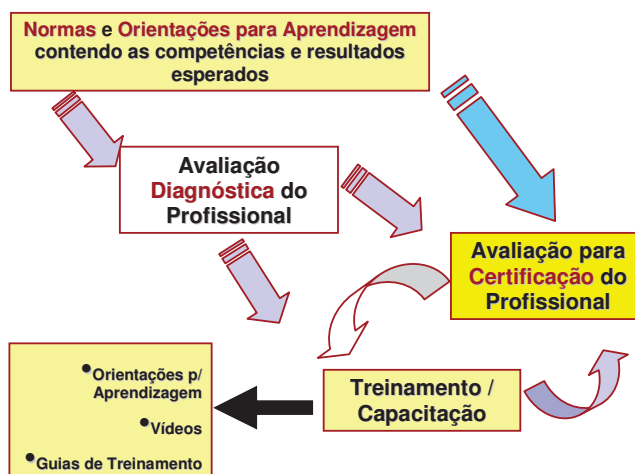 Normas e Orientações para Aprendizagem
contendo as competências e resultados
esperados
Avaliação
Diagnóstica do
Profissional
Avaliação para
Certificação do
Profissional
Treinamento /
Capacitação
•Orientações p/
Aprendizagem
•Vídeos
•Guias de Treinamento